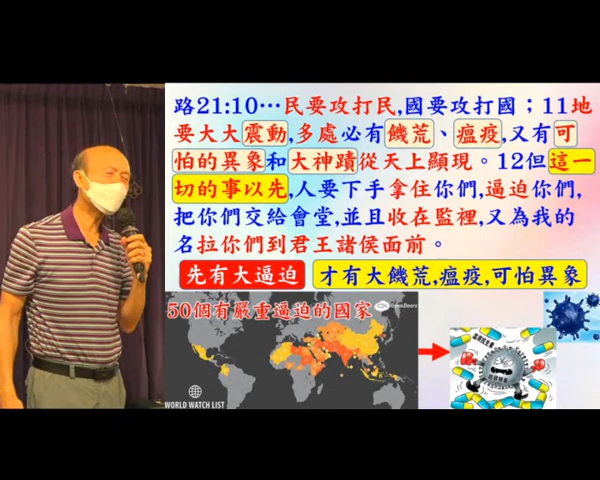 路21:10…民要攻打民,國要攻打國；11地
要大大震動,多處必有饑荒、瘟疫,又有可
怕的異象和大神蹟從天上顯現。12但這一
切的事以先,人要下手拿住你們,逼迫你們,
把你們交給會堂,並且收在監裡,又為我的
名拉你們到君王諸侯面前。
先有大逼迫
才有大饑荒,瘟疫,可怕異象
50個有嚴重逼迫的國家
OpenDoors
WORLD WATCH LIST